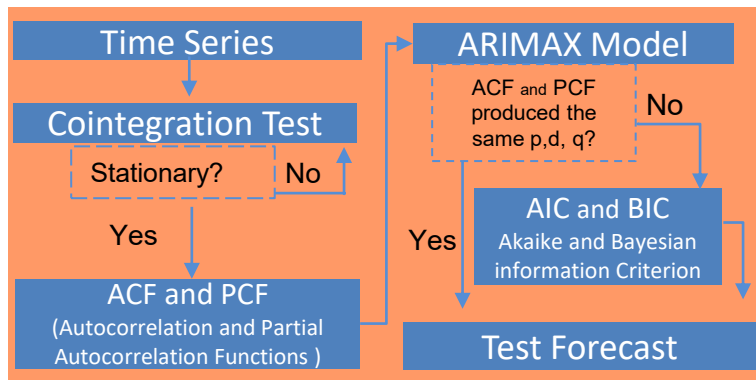 Time Series
Cointegration Test
Stationary?
No
Yes
ACF and PCF
(Autocorrelation and Partial
Autocorrelation Functions )
ARIMAX Model
ACF and PCF
produced the
same p,d, q?
No
Yes
AIC and BIC
Akaike and Bayesian
information Criterion
Test Forecast